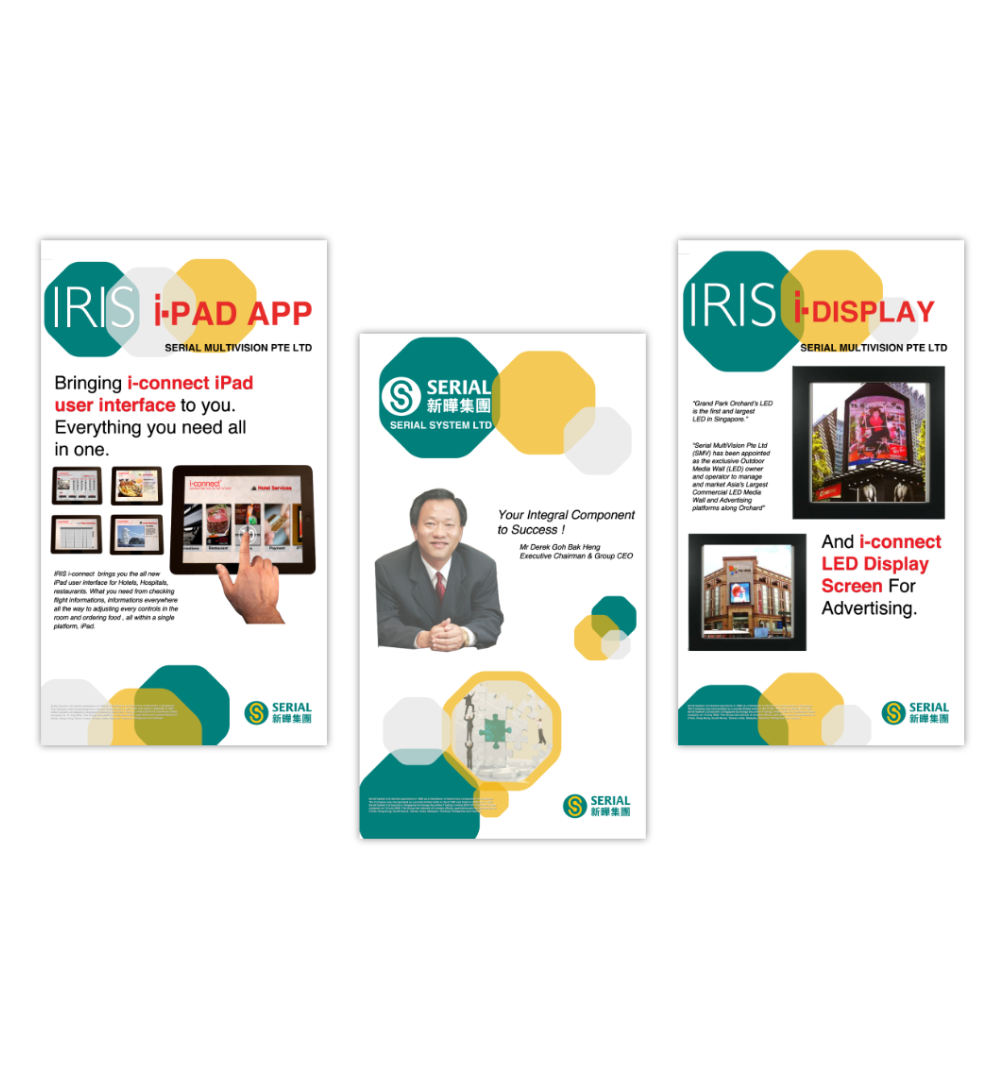 IRIS i-PAD APP
SERIAL MULTIVISION PTE LTD
Bringing i-connect iPad
user interface to you.
Everything you need all
in one.
i-connect
Hotel Services
Restaurant
Payment
IRIS i-connect brings you the all new
iPad user interface for Hotels, Hospitals,
restaurants. What you need from checking
flight informations, informations everywhere
all the way to adjusting every controls in the
room and ordering food , all within a single
platform, iPad.
SERIAL
新曄集團
SERIAL
新曄集團
SERIAL SYSTEM LTD
Your Integral Component
to Success !
Mr Derek Goh Bak Heng
Executive Chairman & Group CEO
SERIAL
新曄集團
IRIS i-DISPLAY
SERIAL MULTIVISION PTE LTD
"Grand Park Orchard's LED
is the first and largest
LED in Singapore."
"Serial MultiVision Pte Ltd
(SMV) has been appointed
as the exclusive Outdoor
Media Wall (LED) owner
and operator to manage
and market Asia's Largest
Commercial LED Media
Wall and Advertising
platforms along Orchard"
And i-connect
LED Display
Screen For
Advertising.
SERIAL
新曄集團